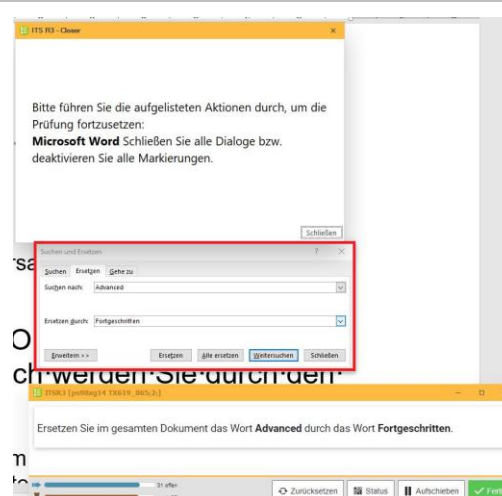 ITS R3 - Closer
Bitte führen Sie die aufgelisteten Aktionen durch, um die
Prüfung fortzusetzen:
Microsoft Word Schließen Sie alle Dialoge bzw.
deaktivieren Sie alle Markierungen.
Schließen
Suchen und Ersetzen
Suchen Ersetzen Gehe zu
Suchen nach: Advanced
Ersetzen durch: Fortgeschritten
Erweitern >> Ersetzen Alle ersetzen Weitersuchen Schließen
ch·werden·Sie·durch·den·
Ersetzen Sie im gesamten Dokument das Wort Advanced durch das Wort Fortgeschritten.
31 offen
Zurücksetzen Status Aufschieben Fert